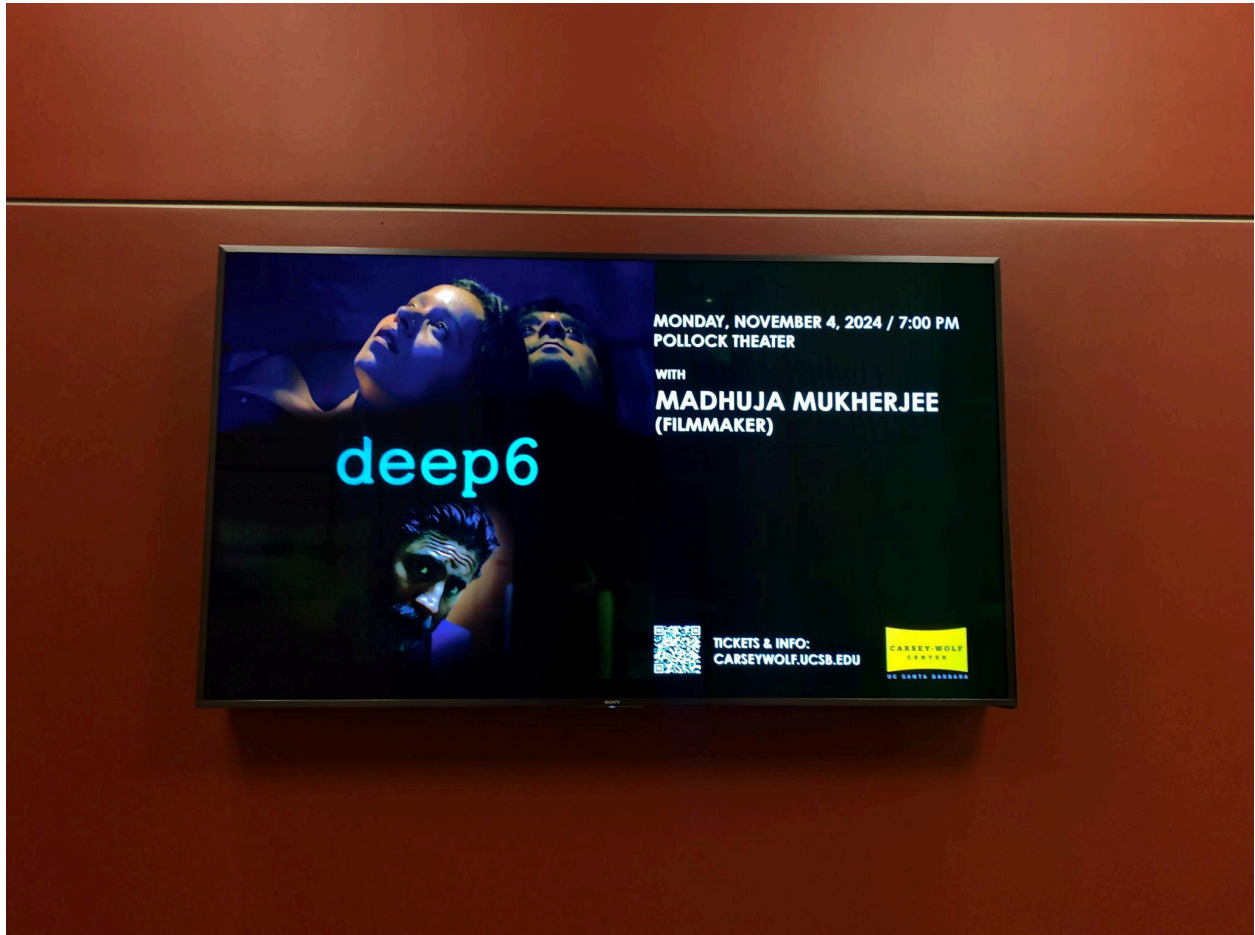 deep6
MONDAY, NOVEMBER 4, 2024 / 7:00 PM
POLLOCK THEATER
WITH
MADHUJA MUKHERJEE
(FILMMAKER)
TICKETS & INFO:
CARSEYWOLF.UCSB.EDU
CARSEY-WOLF
CENTER
UC SANTA BARBARA
SONY